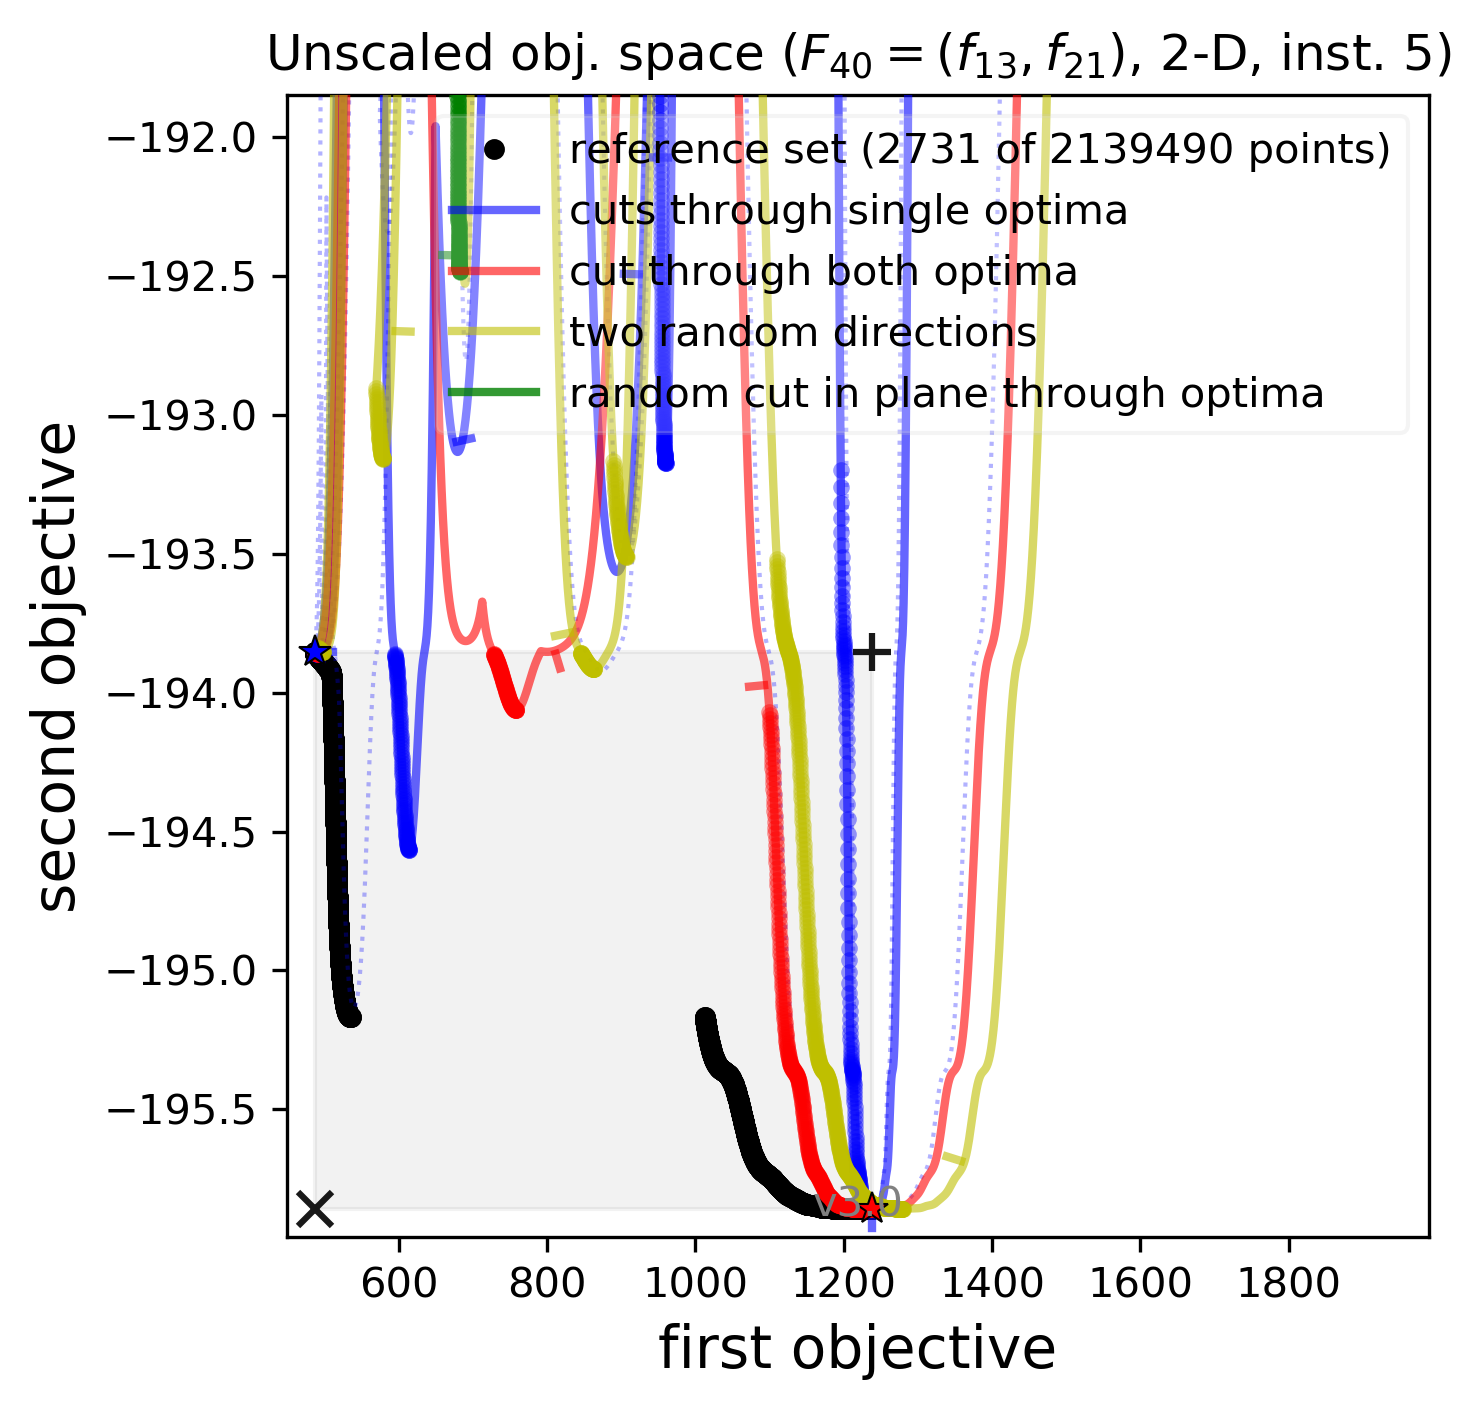 Unscaled obj. space (F₄₀ = (f₁₃, f₂₁), 2-D, inst. 5)
reference set (2731 of 2139490 points)
cuts through single optima
cut through both optima
two random directions
random cut in plane through optima
−192.0
−192.5
−193.0
−193.5
−194.0
−194.5
−195.0
−195.5
second objective
v3.0
600 800 1000 1200 1400 1600 1800
first objective